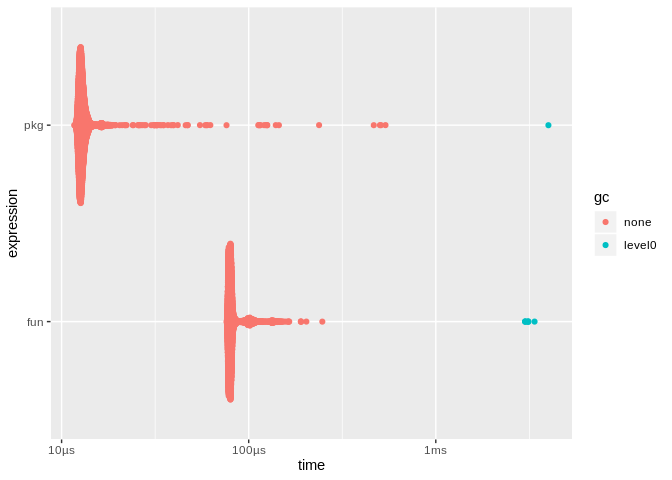 expression
pkg
fun
10µs
100µs
1ms
time
gc
none
level0